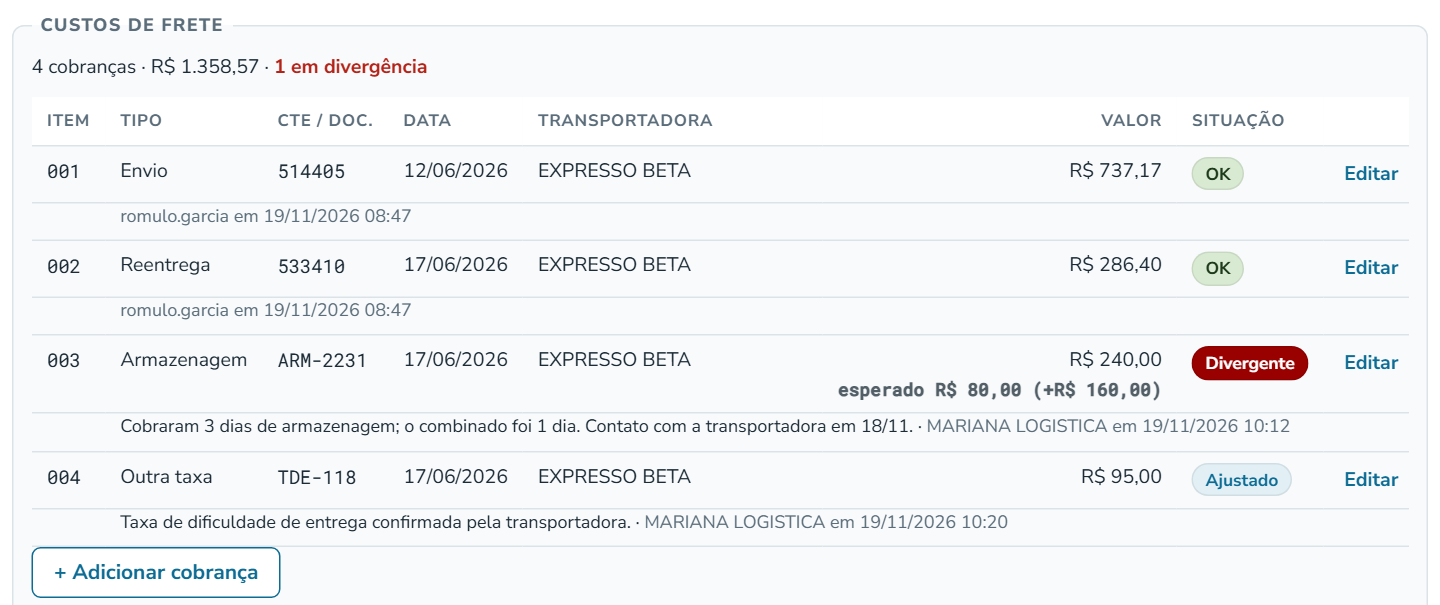 CUSTOS DE FRETE
4 cobranças · R$ 1.358,57 · 1 em divergência
ITEM TIPO CTE / DOC. DATA TRANSPORTADORA VALOR SITUAÇÃO
001 Envio 514405 12/06/2026 EXPRESSO BETA R$ 737,17 OK Editar
romulo.garcia em 19/11/2026 08:47
002 Reentrega 533410 17/06/2026 EXPRESSO BETA R$ 286,40 OK Editar
romulo.garcia em 19/11/2026 08:47
003 Armazenagem ARM-2231 17/06/2026 EXPRESSO BETA R$ 240,00 Divergente Editar
esperado R$ 80,00 (+R$ 160,00)
Cobraram 3 dias de armazenagem; o combinado foi 1 dia. Contato com a transportadora em 18/11. · MARIANA LOGISTICA em 19/11/2026 10:12
004 Outra taxa TDE-118 17/06/2026 EXPRESSO BETA R$ 95,00 Ajustado Editar
Taxa de dificuldade de entrega confirmada pela transportadora. · MARIANA LOGISTICA em 19/11/2026 10:20
+ Adicionar cobrança